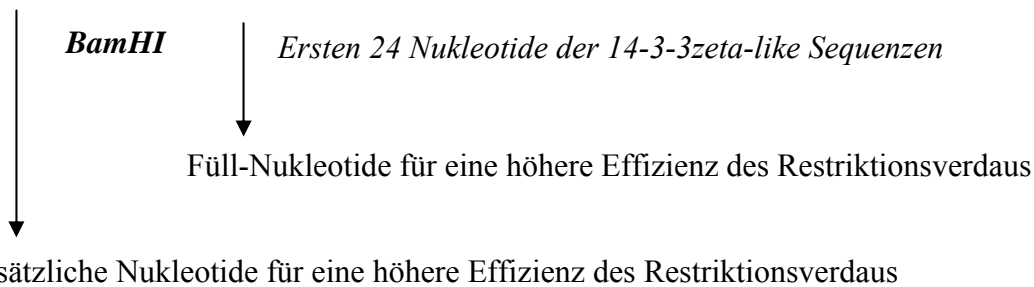 BamHI Ersten 24 Nukleotide der 14-3-3zeta-like Sequenzen
Füll-Nukleotide für eine höhere Effizienz des Restriktionsverdaus
sätzliche Nukleotide für eine höhere Effizienz des Restriktionsverdaus